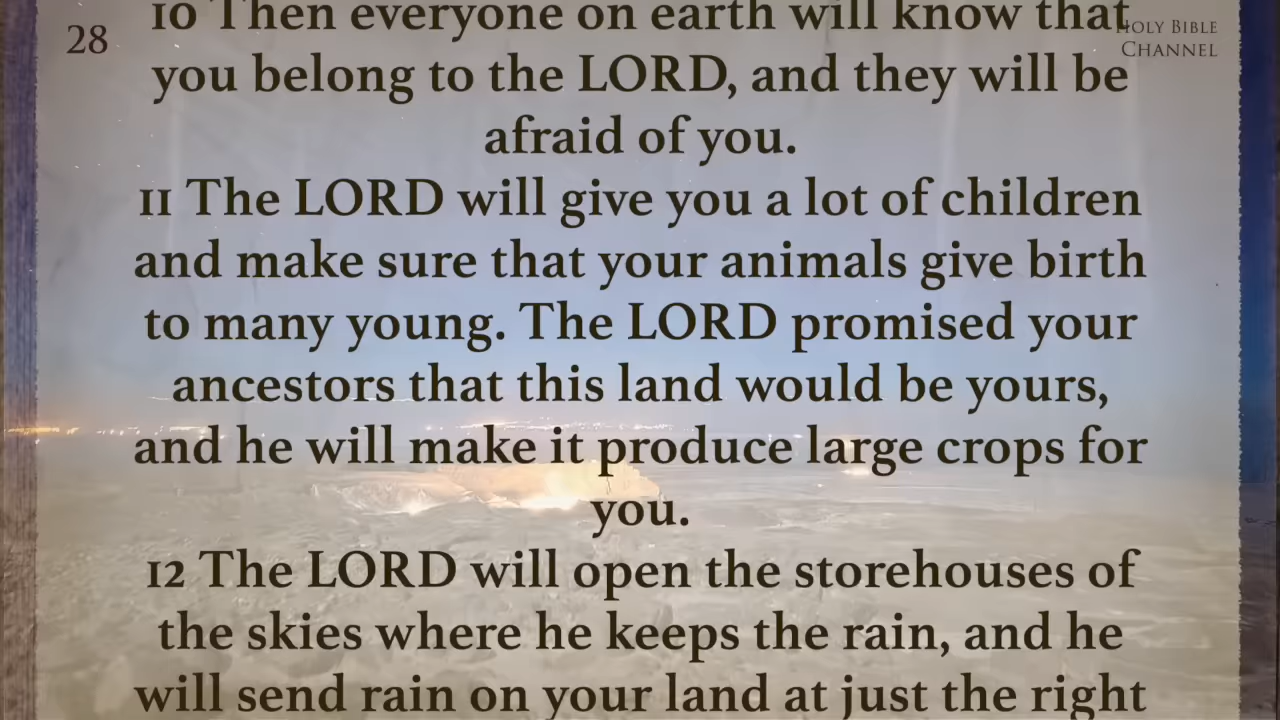 28
HOLY BIBLE
CHANNEL
10 Then everyone on earth will know that
you belong to the LORD, and they will be
afraid of you.
11 The LORD will give you a lot of children
and make sure that your animals give birth
to many young. The LORD promised your
ancestors that this land would be yours,
and he will make it produce large crops for
you.
12 The LORD will open the storehouses of
the skies where he keeps the rain, and he
will send rain on your land at just the right